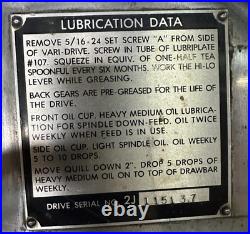 LUBRICATION DATA
REMOVE 5/16-24 SET SCREW "A" FROM SIDE
OF VARI-DRIVE. SCREW IN TUBE OF LUBRIPLATE
#107. SQUEEZE IN EQUIV. OF ONE-HALF TEA
SPOONFUL EVERY SIX MONTHS. WORK THE HI-LO
LEVER WHILE GREASING.
BACK GEARS ARE PRE-GREASED FOR THE LIFE OF
THE DRIVE.
FRONT OIL CUP. HEAVY MEDIUM OIL LUBRICA-
TION FOR SPINDLE DOWN FEED. OIL TWICE
WEEKLY WHEN FEED IS IN USE.
SIDE OIL CUP. LIGHT SPINDLE OIL. OIL WEEKLY
5 TO 10 DROPS.
MOVE QUILL DOWN 2". DROP 5 DROPS OF
HEAVY MEDIUM OIL ON TO TOP OF DRAWBAR
WEEKLY.
DRIVE SERIAL NO. 2J 115137